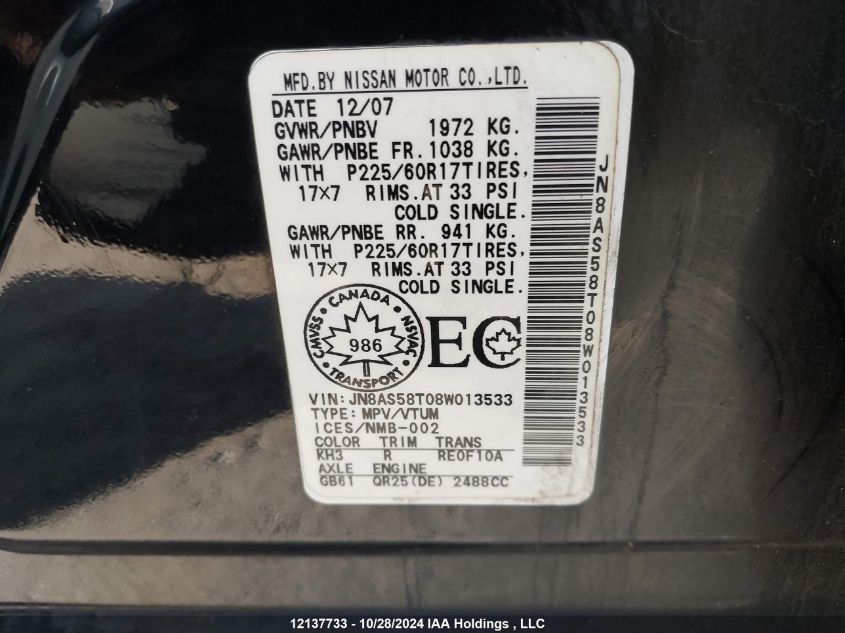 MFD.BY NISSAN MOTOR CO.,LTD.
DATE 12/07
GVWR/PNBV 1972 KG.
GAWR/PNBE FR. 1038 KG.
WITH P225/60R17TIRES,
17×7 RIMS.AT 33 PSI
COLD SINGLE.
GAWR/PNBE RR. 941 KG.
WITH P225/60R17TIRES,
17×7 RIMS.AT 33 PSI
COLD SINGLE.
CANADA
CMVSS
986
NSVAC
TRANSPORT
EC
VIN:JN8AS58T08W013533
TYPE:MPV/VTUM
ICES/NMB-002
COLOR TRIM TRANS
KH3 R RE0F10A
AXLE ENGINE
GB61 QR25(DE) 2488CC
JN8AS58T08W013533
12137733 - 10/28/2024 IAA Holdings , LLC